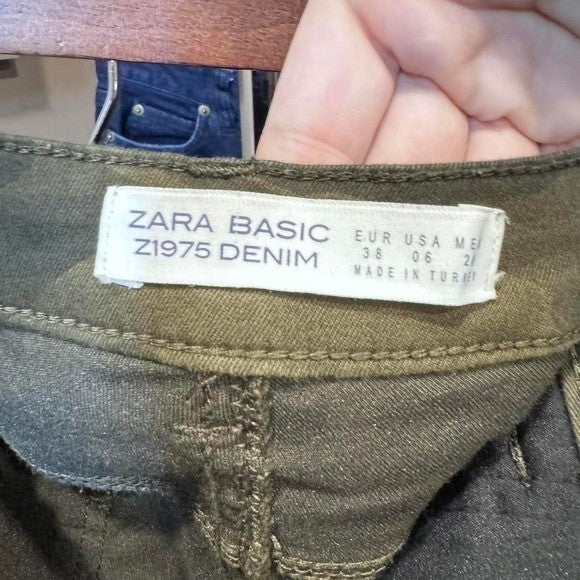 ZARA BASIC
Z1975 DENIM
EUR USA
38 06
MADE IN